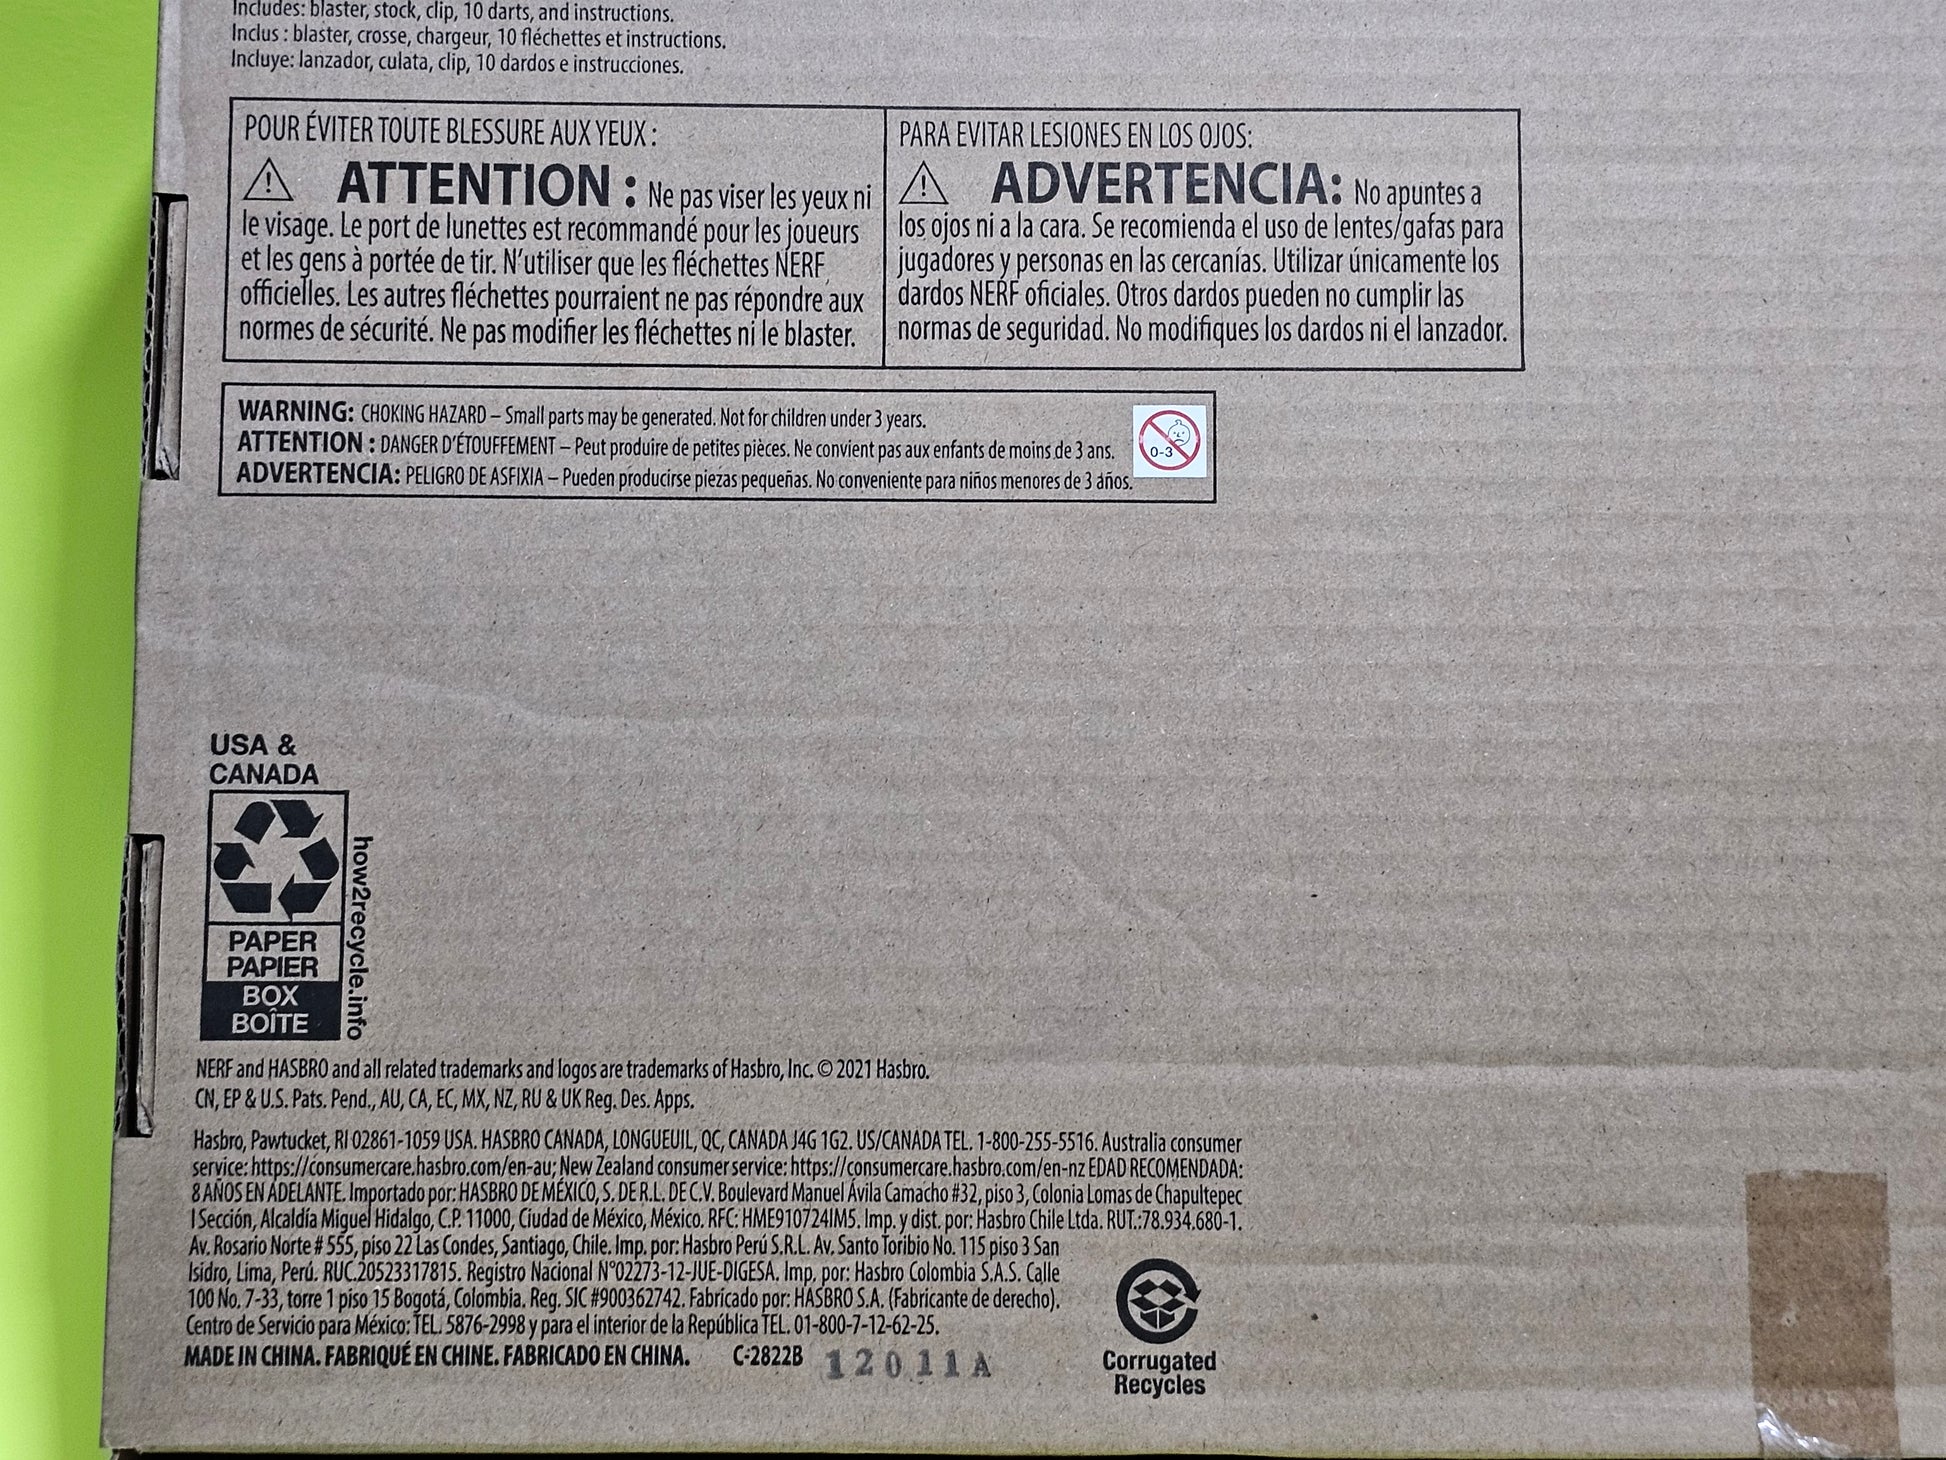 Includes: blaster, stock, clip, 10 darts, and instructions.
Inclus : blaster, crosse, chargeur, 10 fléchettes et instructions.
Incluye: lanzador, culata, clip, 10 dardos e instrucciones.
POUR ÉVITER TOUTE BLESSURE AUX YEUX :
ATTENTION : Ne pas viser les yeux ni
le visage. Le port de lunettes est recommandé pour les joueurs
et les gens à portée de tir. N'utiliser que les fléchettes NERF
officielles. Les autres fléchettes pourraient ne pas répondre aux
normes de sécurité. Ne pas modifier les fléchettes ni le blaster.
PARA EVITAR LESIONES EN LOS OJOS:
ADVERTENCIA: No apuntes a
los ojos ni a la cara. Se recomienda el uso de lentes/gafas para
jugadores y personas en las cercanías. Utilizar únicamente los
dardos NERF oficiales. Otros dardos pueden no cumplir las
normas de seguridad. No modifiques los dardos ni el lanzador.
WARNING: CHOKING HAZARD – Small parts may be generated. Not for children under 3 years.
ATTENTION : DANGER D'ÉTOUFFEMENT – Peut produire de petites pièces. Ne convient pas aux enfants de moins de 3 ans.
ADVERTENCIA: PELIGRO DE ASFIXIA – Pueden producirse piezas pequeñas. No conveniente para niños menores de 3 años.
0-3
USA &
CANADA
PAPER
PAPIER
BOX
BOÎTE
how2recycle.info
NERF and HASBRO and all related trademarks and logos are trademarks of Hasbro, Inc. © 2021 Hasbro.
CN, EP & U.S. Pats. Pend., AU, CA, EC, MX, NZ, RU & UK Reg. Des. Apps.
Hasbro, Pawtucket, RI 02861-1059 USA. HASBRO CANADA, LONGUEUIL, QC, CANADA J4G 1G2. US/CANADA TEL. 1-800-255-5516. Australia consumer
service: https://consumercare.hasbro.com/en-au; New Zealand consumer service: https://consumercare.hasbro.com/en-nz EDAD RECOMENDADA:
8 AÑOS EN ADELANTE. Importado por: HASBRO DE MÉXICO, S. DE R.L. DE C.V. Boulevard Manuel Ávila Camacho #32, piso 3, Colonia Lomas de Chapultepec
I Sección, Alcaldía Miguel Hidalgo, C.P. 11000, Ciudad de México, México. RFC: HME910724IM5. Imp. y dist. por: Hasbro Chile Ltda. RUT.:78.934.680-1.
Av. Rosario Norte # 555, piso 22 Las Condes, Santiago, Chile. Imp. por: Hasbro Perú S.R.L. Av. Santo Toribio No. 115 piso 3 San
Isidro, Lima, Perú. RUC.20523317815. Registro Nacional N°02273-12-JUE-DIGESA. Imp. por: Hasbro Colombia S.A.S. Calle
100 No. 7-33, torre 1 piso 15 Bogotá, Colombia. Reg. SIC #900362742. Fabricado por: HASBRO S.A. (Fabricante de derecho).
Centro de Servicio para México: TEL. 5876-2998 y para el interior de la República TEL. 01-800-7-12-62-25.
MADE IN CHINA. FABRIQUÉ EN CHINE. FABRICADO EN CHINA. C-2822B 12011A
Corrugated
Recycles